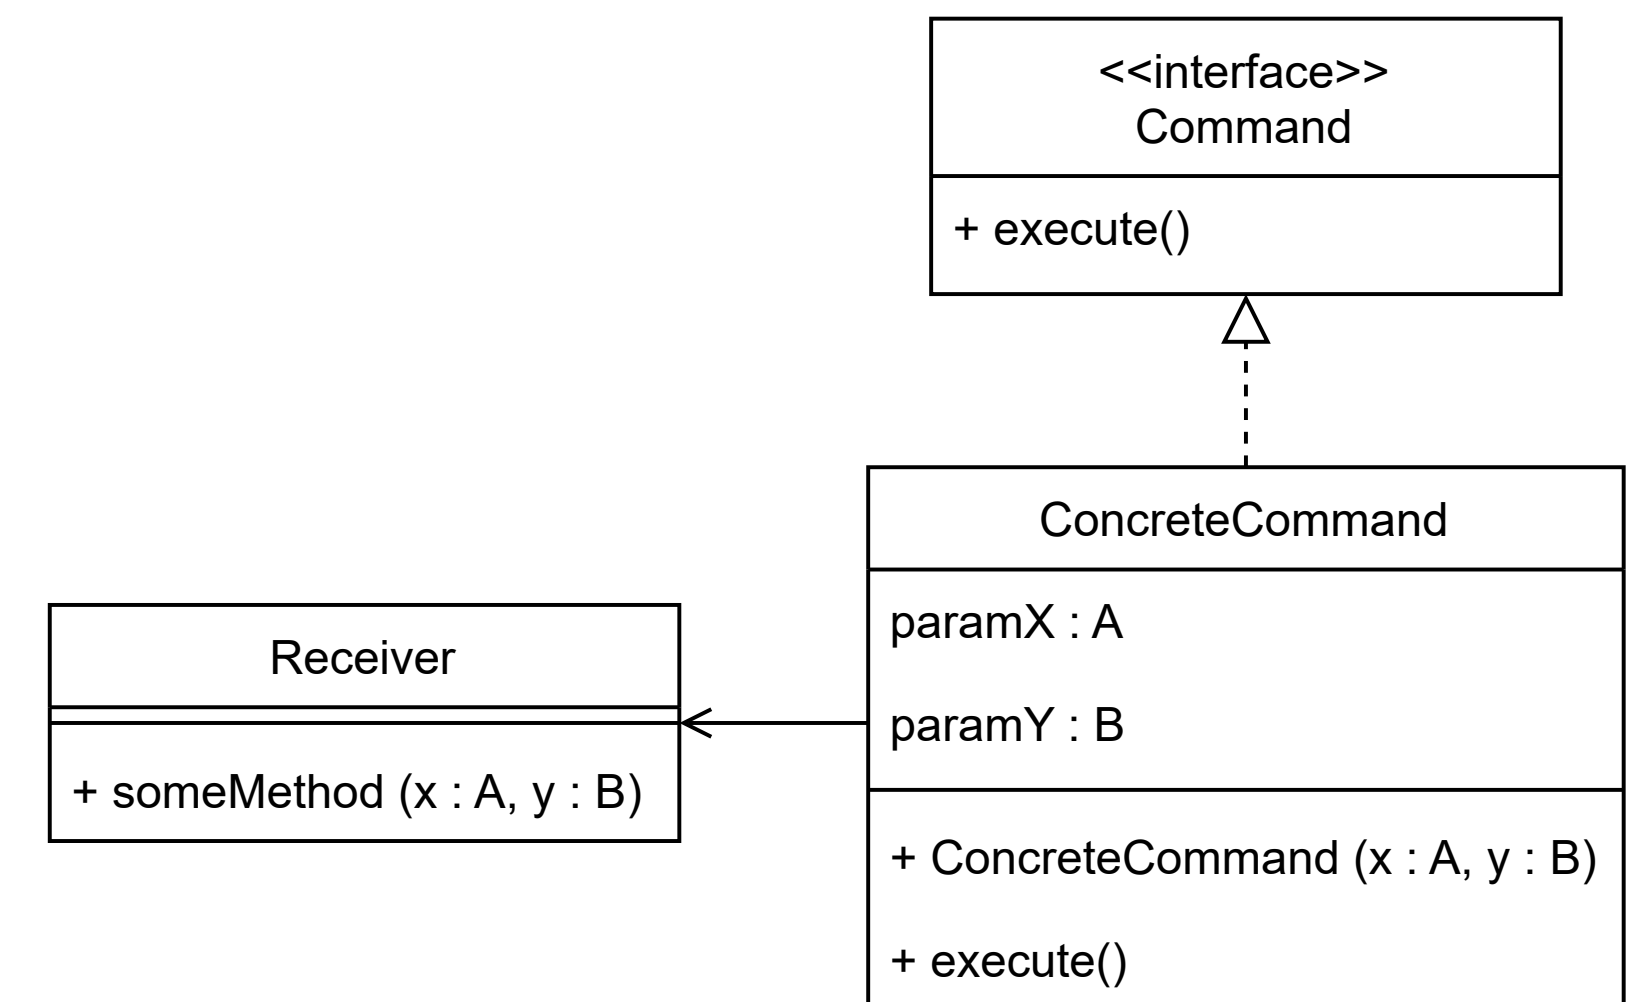 <<interface>>
Command
+ execute()
ConcreteCommand
paramX : A
paramY : B
+ ConcreteCommand (x : A, y : B)
+ execute()
Receiver
+ someMethod (x : A, y : B)